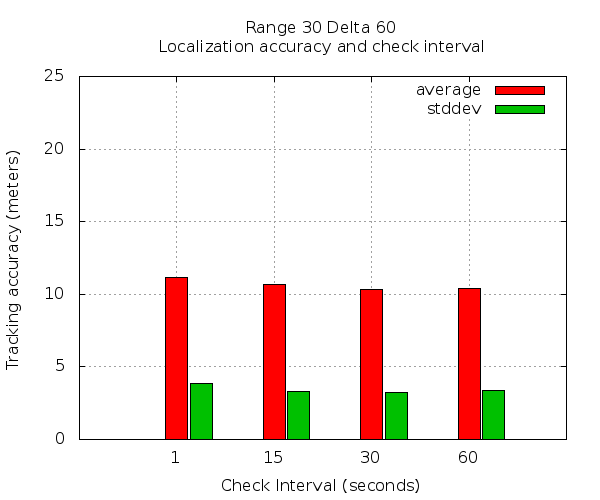 Range 30 Delta 60
Localization accuracy and check interval
25
average
stddev
20
15
10
5
0
Tracking accuracy (meters)
1 15 30 60
Check Interval (seconds)